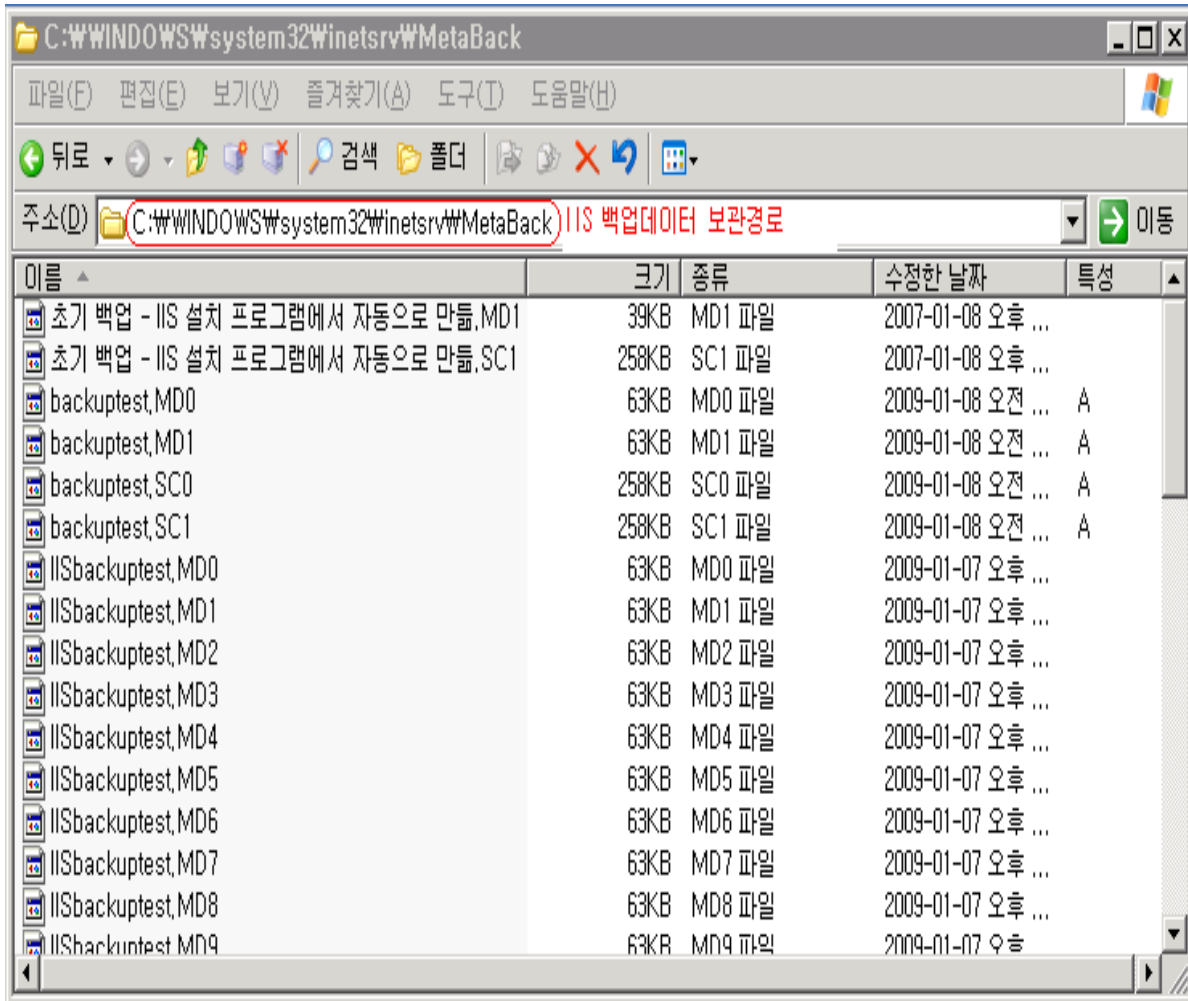 C:₩WINDOWS₩system32₩inetsrv₩MetaBack
파일(F) 편집(E) 보기(V) 즐겨찾기(A) 도구(T) 도움말(H)
뒤로 검색 폴더
주소(D) C:₩WINDOWS₩system32₩inetsrv₩MetaBack IIS 백업데이터 보관경로 이동
이름 크기 종류 수정한 날짜 특성
초기 백업 - IIS 설치 프로그램에서 자동으로 만듦.MD1 39KB MD1 파일 2007-01-08 오후 ...
초기 백업 - IIS 설치 프로그램에서 자동으로 만듦.SC1 258KB SC1 파일 2007-01-08 오후 ...
backuptest.MD0 63KB MD0 파일 2009-01-08 오전 ... A
backuptest.MD1 63KB MD1 파일 2009-01-08 오전 ... A
backuptest.SC0 258KB SC0 파일 2009-01-08 오전 ... A
backuptest.SC1 258KB SC1 파일 2009-01-08 오전 ... A
IISbackuptest.MD0 63KB MD0 파일 2009-01-07 오후 ...
IISbackuptest.MD1 63KB MD1 파일 2009-01-07 오후 ...
IISbackuptest.MD2 63KB MD2 파일 2009-01-07 오후 ...
IISbackuptest.MD3 63KB MD3 파일 2009-01-07 오후 ...
IISbackuptest.MD4 63KB MD4 파일 2009-01-07 오후 ...
IISbackuptest.MD5 63KB MD5 파일 2009-01-07 오후 ...
IISbackuptest.MD6 63KB MD6 파일 2009-01-07 오후 ...
IISbackuptest.MD7 63KB MD7 파일 2009-01-07 오후 ...
IISbackuptest.MD8 63KB MD8 파일 2009-01-07 오후 ...
IISbackuptest.MD9 63KB MD9 파일 2009-01-07 오후